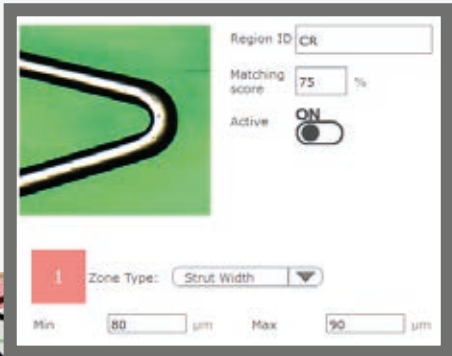 Region ID CR
Matching score 75 %
Active ON
1 Zone Type: Strut Width
Min 80 µm Max 90 µm